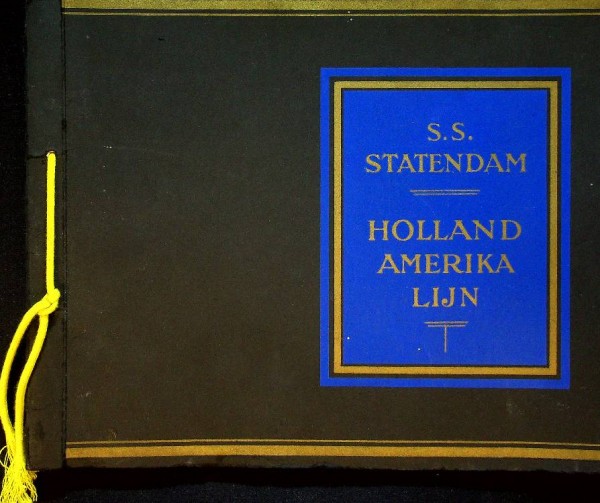 S.S.
STATENDAM
HOLLAND
AMERIKA
LIJN